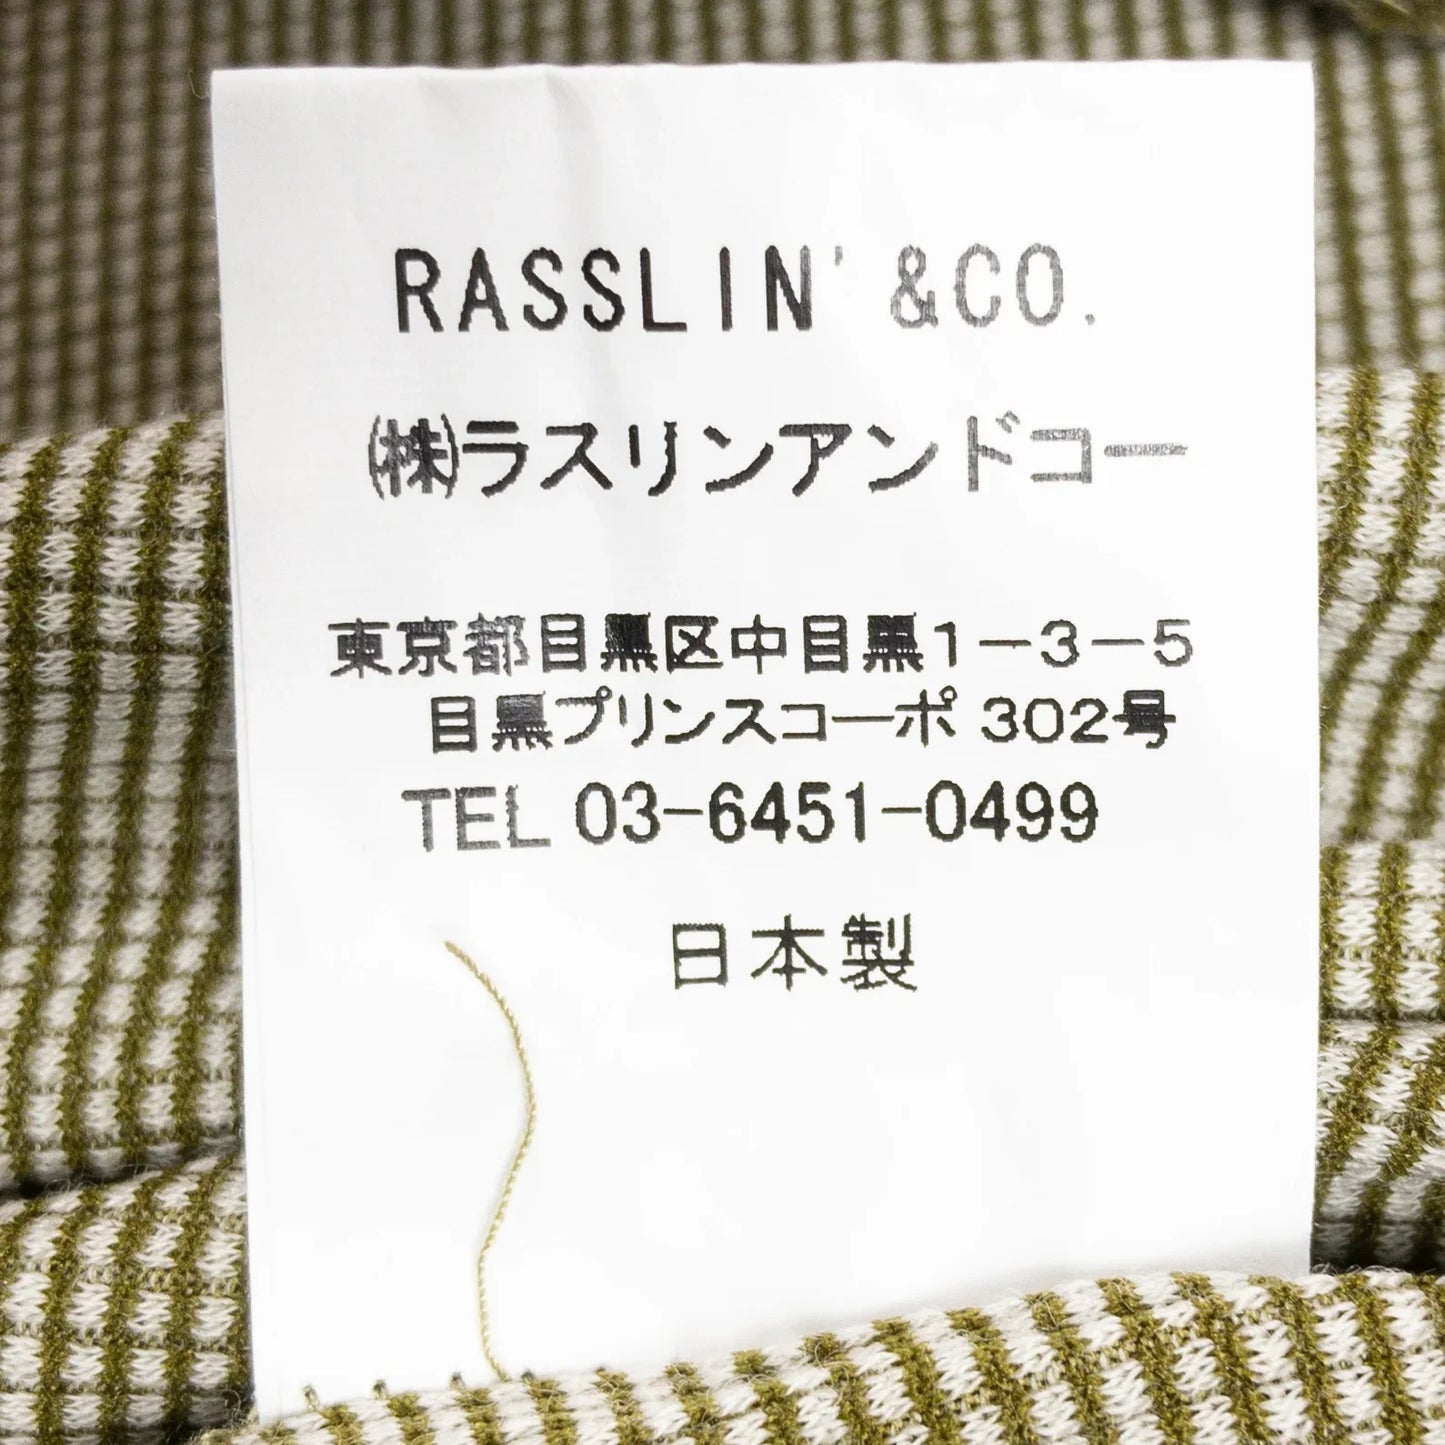 RASSLIN' &CO.
(株)ラスリンアンドコー
東京都目黒区中目黒1-3-5
目黒プリンスコーポ 302号
TEL 03-6451-0499
日本製